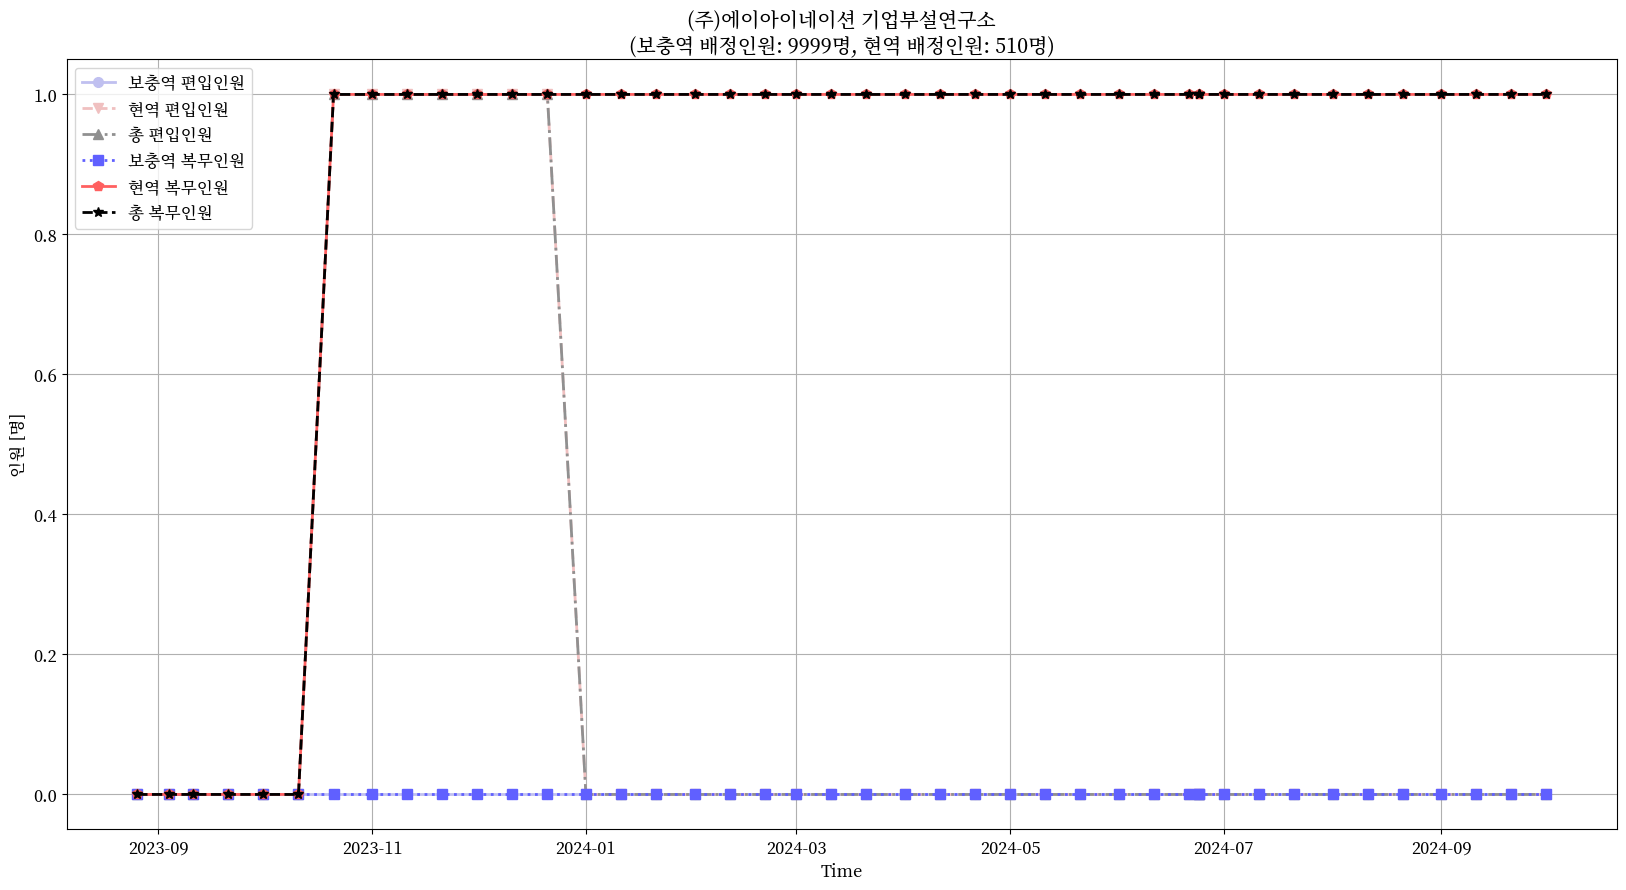 (주)에이아이네이션 기업부설연구소
(보충역 배정인원: 9999명, 현역 배정인원: 510명)
보충역 편입인원
현역 편입인원
총 편입인원
보충역 복무인원
현역 복무인원
총 복무인원
1.0
0.8
0.6
0.4
0.2
0.0
인원 [명]
2023-09
2023-11
2024-01
2024-03
2024-05
2024-07
2024-09
Time